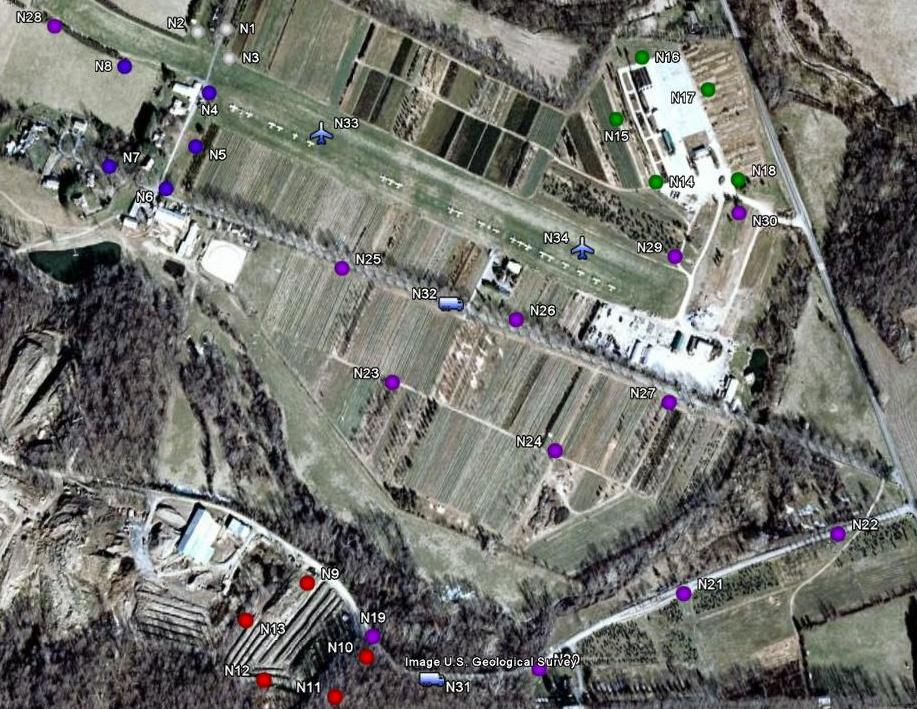 N28
N2
N1
N3
N8
N16
N17
N4
N33
N15
N5
N7
N14
N18
N6
N30
N34
N29
N25
N32
N26
N23
N27
N24
N22
N9
N21
N13
N19
N10
Image U.S. Geological Survey
N20
N12
N11
N31